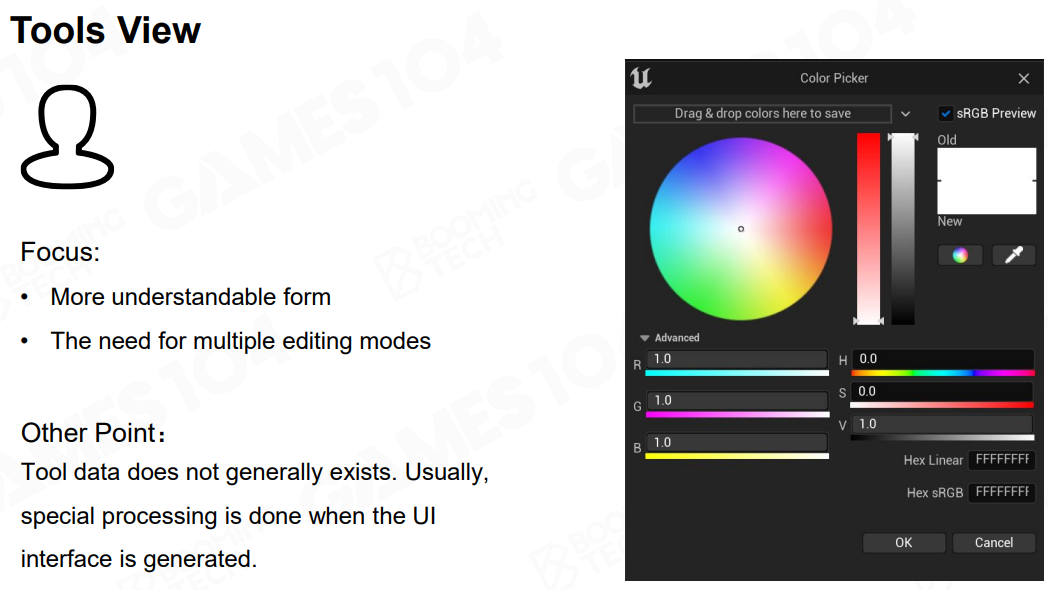 Tools View
Focus:
• More understandable form
• The need for multiple editing modes
Other Point：
Tool data does not generally exists. Usually,
special processing is done when the UI
interface is generated.
Color Picker
Drag & drop colors here to save
sRGB Preview
Old
New
Advanced
R 1.0
G 1.0
B 1.0
H 0.0
S 0.0
V 1.0
Hex Linear FFFFFFFF
Hex sRGB FFFFFFFF
OK Cancel
GAMES104
BOOMING
TECH